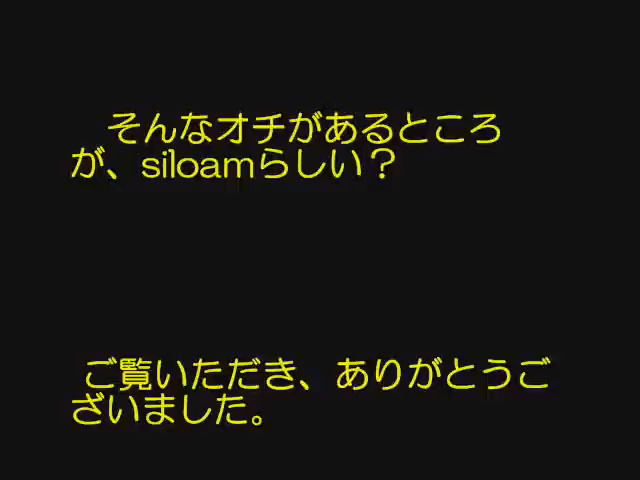 そんなオチがあるところ
が、siloamらしい？
ご覧いただき、ありがとうご
ざいました。